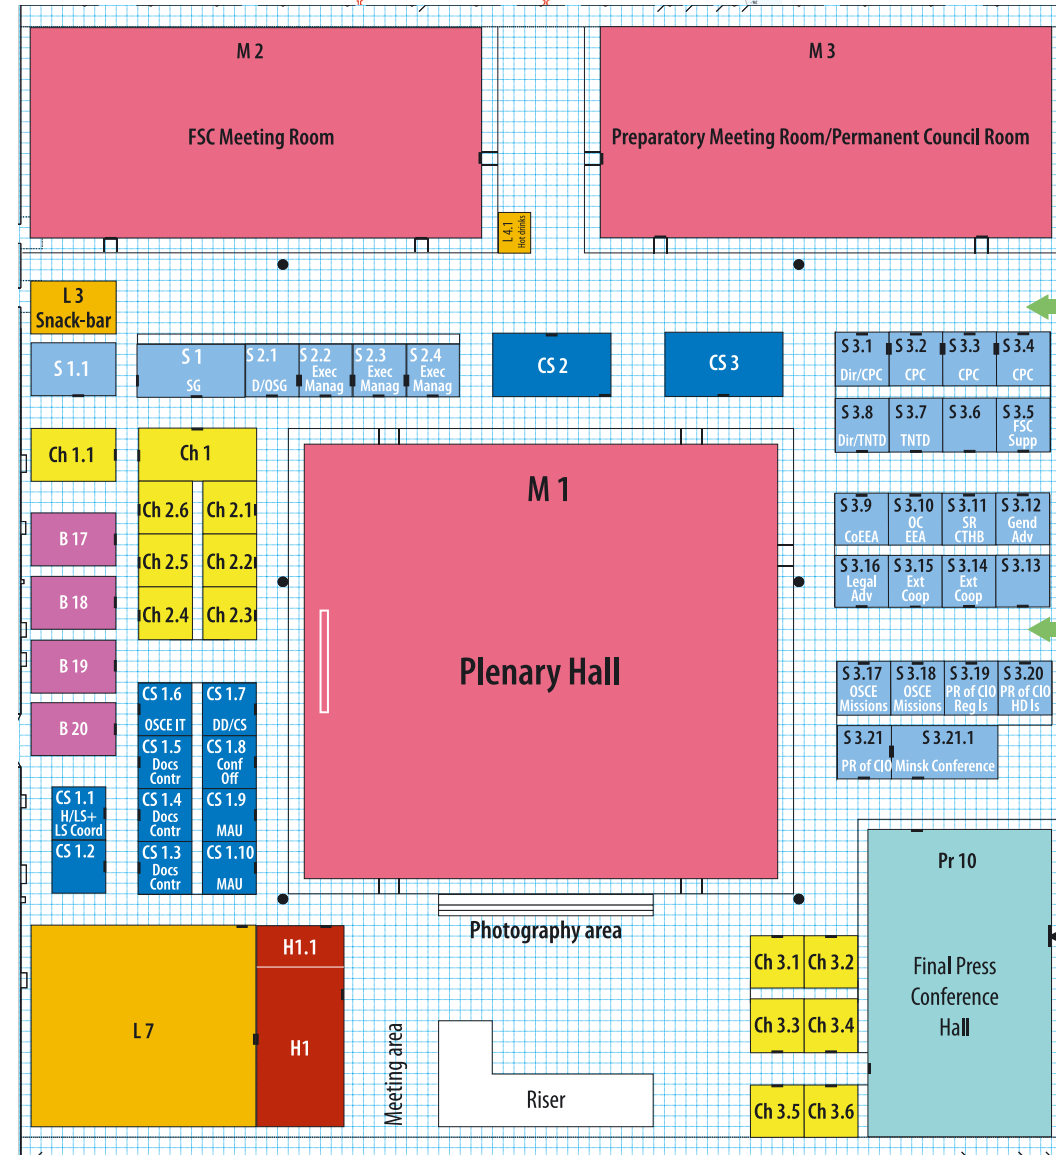 M 2
FSC Meeting Room
M 3
Preparatory Meeting Room/Permanent Council Room
L 4.1
Hot drinks
L 3
Snack-bar
S 1.1
S 1
SG
S 2.1
D/OSG
S 2.2
Exec
Manag
S 2.3
Exec
Manag
S 2.4
Exec
Manag
CS 2
CS 3
S 3.1
Dir/CPC
S 3.2
CPC
S 3.3
CPC
S 3.4
CPC
S 3.8
Dir/TNTD
S 3.7
TNTD
S 3.6
S 3.5
FSC
Supp
Ch 1.1
Ch 1
Ch 2.6
Ch 2.1
Ch 2.5
Ch 2.2
Ch 2.4
Ch 2.3
B 17
B 18
B 19
B 20
M 1
Plenary Hall
S 3.9
CoEEA
S 3.10
OC
EEA
S 3.11
SR
CTHB
S 3.12
Gend
Adv
S 3.16
Legal
Adv
S 3.15
Ext
Coop
S 3.14
Ext
Coop
S 3.13
S 3.17
OSCE
Missions
S 3.18
OSCE
Missions
S 3.19
PR of CIO
Reg Is
S 3.20
PR of CIO
HD Is
S 3.21
PR of CIO
S 3.21.1
Minsk Conference
CS 1.6
OSCE IT
CS 1.7
DD/CS
CS 1.5
Docs
Contr
CS 1.8
Conf
Off
CS 1.4
Docs
Contr
CS 1.9
MAU
CS 1.3
Docs
Contr
CS 1.10
MAU
CS 1.1
H/LS+
LS Coord
CS 1.2
Photography area
Pr 10
Final Press
Conference
Hall
L 7
H1.1
H1
Meeting area
Riser
Ch 3.1
Ch 3.2
Ch 3.3
Ch 3.4
Ch 3.5
Ch 3.6